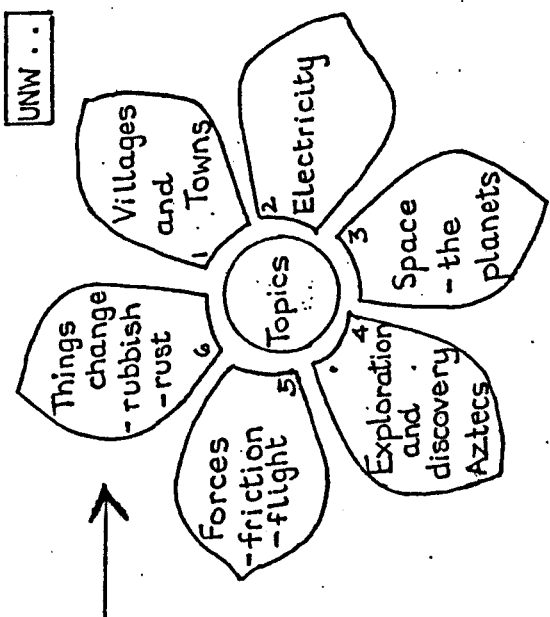 UNW . .
Topics
1
Villages
and
Towns
2
Electricity
3
Space
- the
planets
4
Exploration
and
discovery
Aztecs
5
Forces
- friction
- flight
6
Things
change
- rubbish
- rust